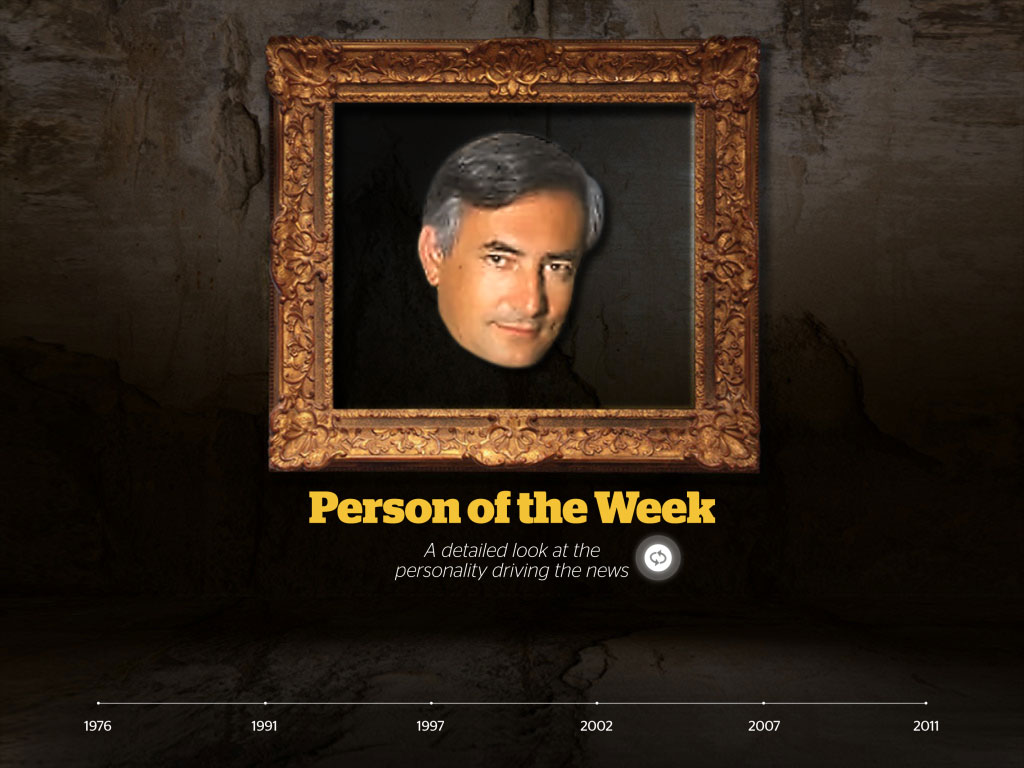 Person of the Week
A detailed look at the
personality driving the news
1976 1991 1997 2002 2007 2011